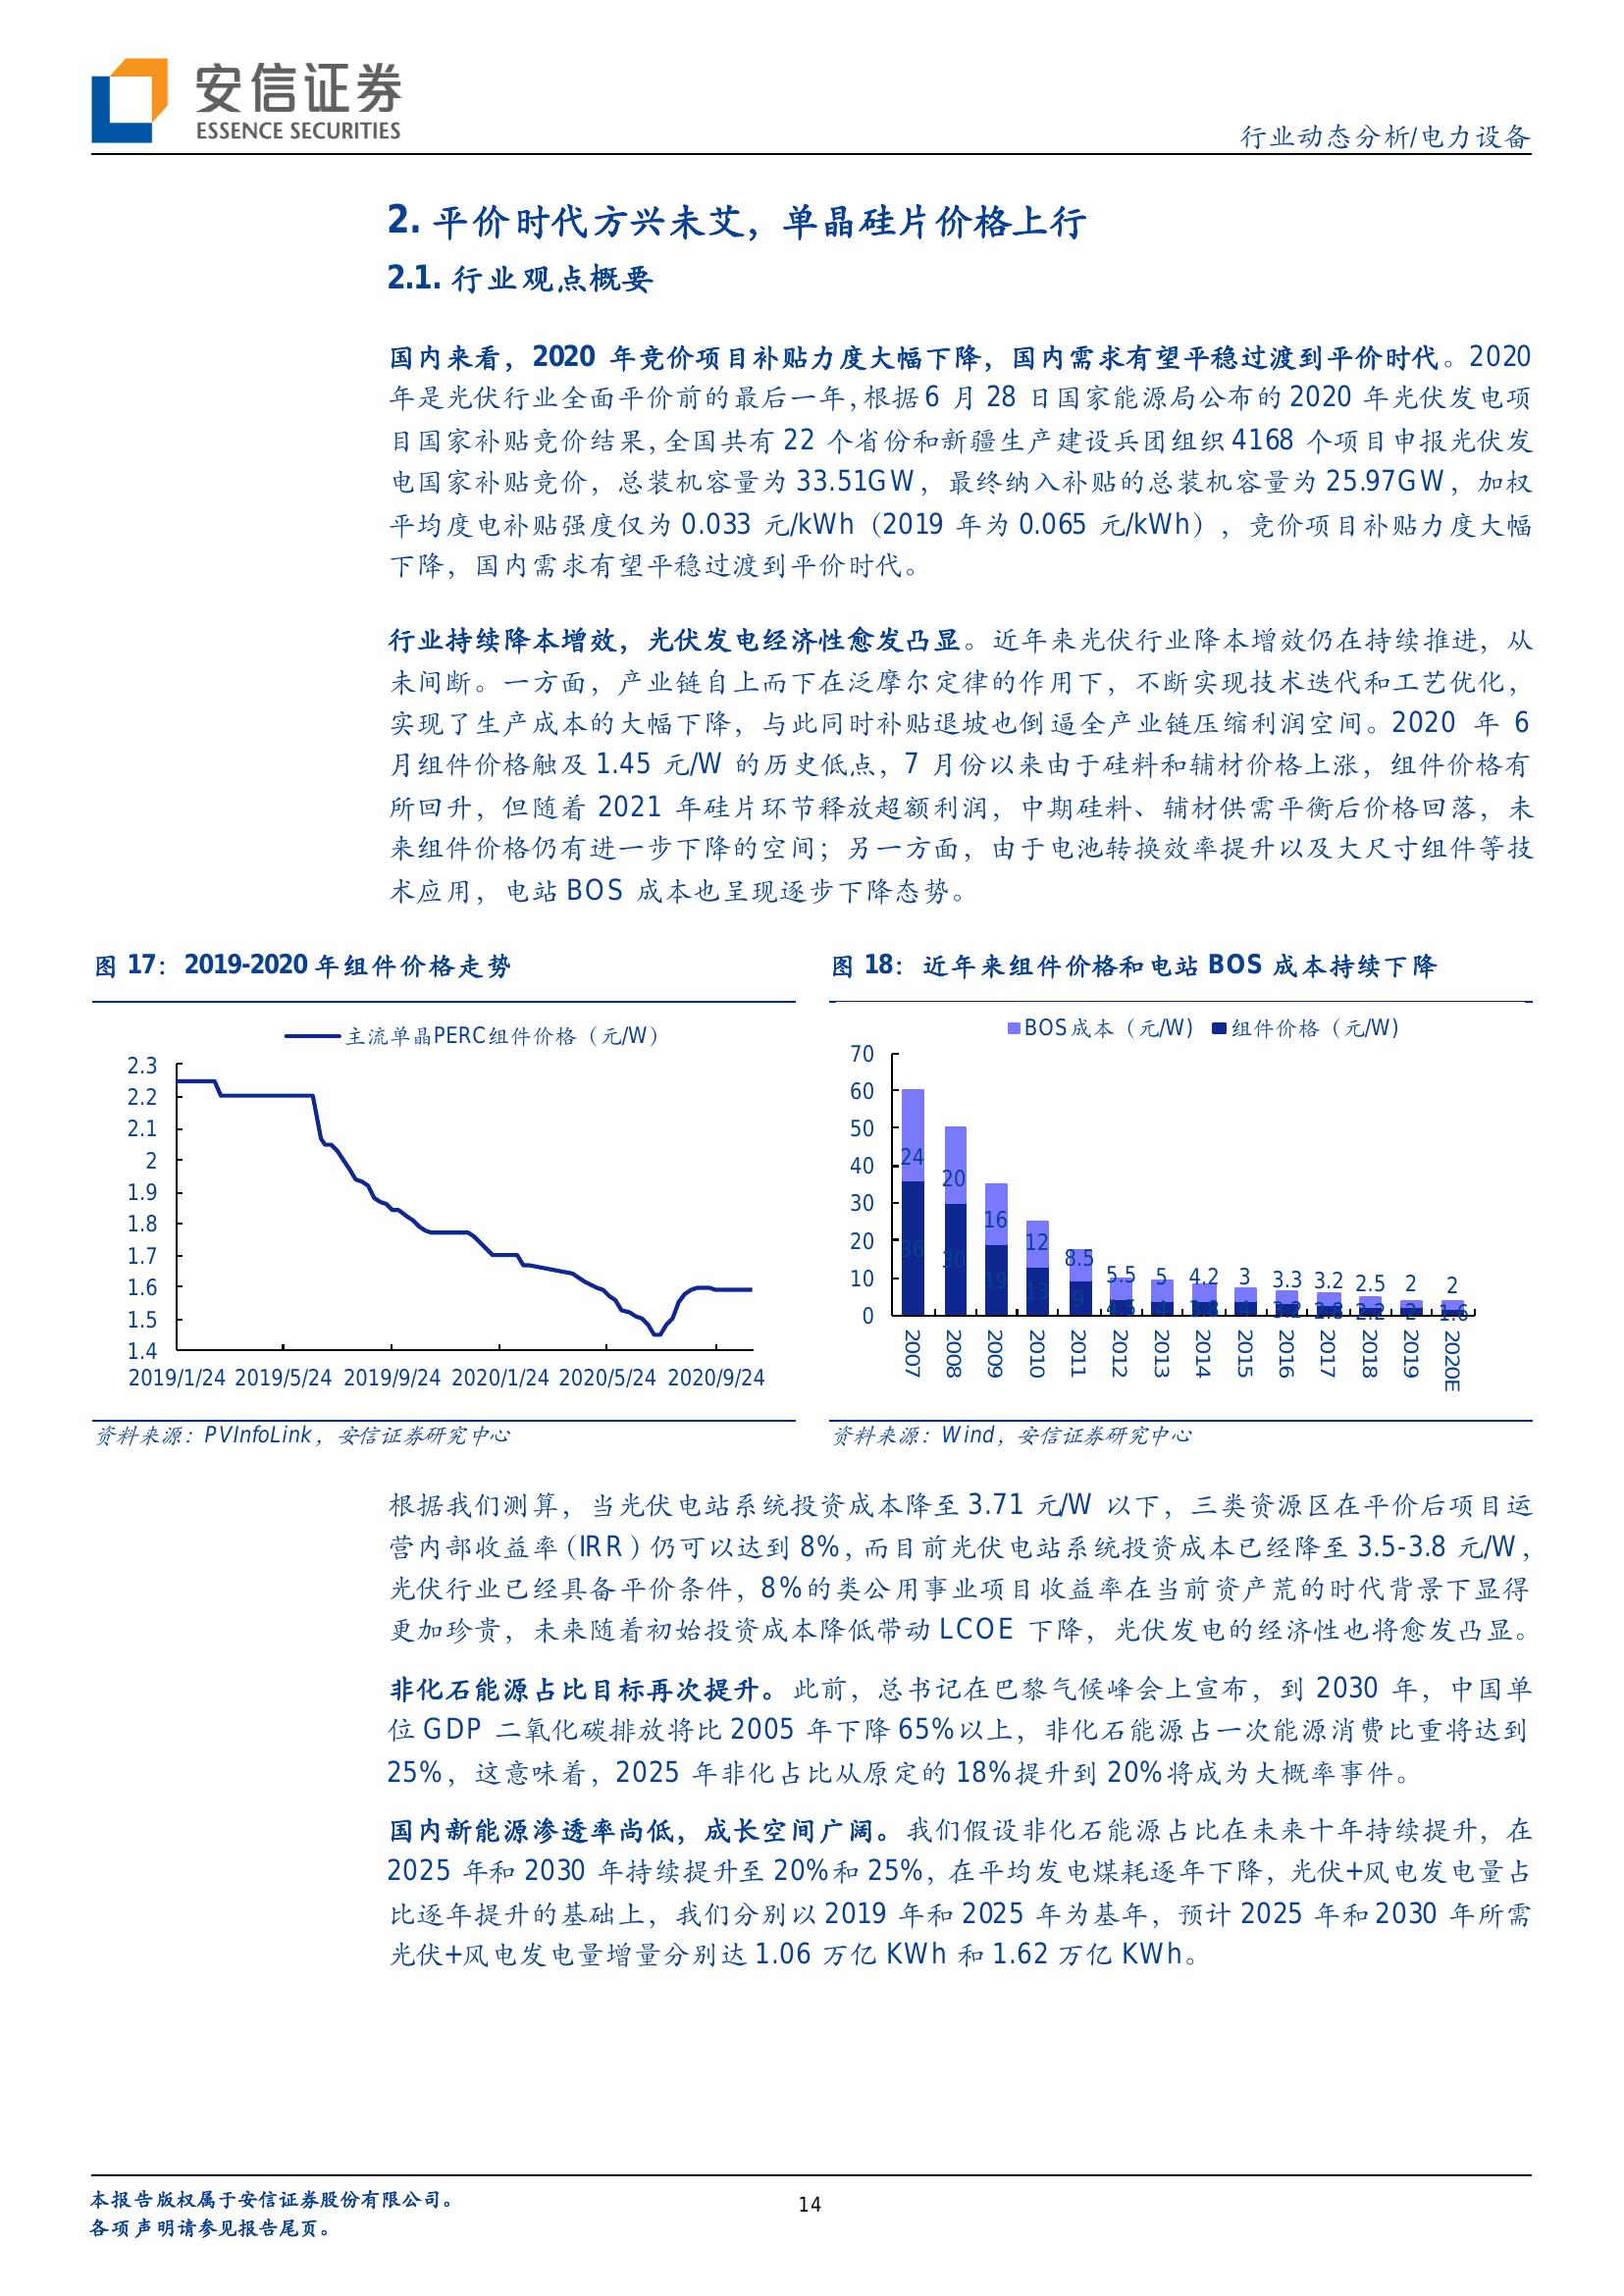 安信证券
ESSENCE SECURITIES
行业动态分析/电力设备
2. 平价时代方兴未艾，单晶硅片价格上行
2.1. 行业观点概要
国内来看，2020 年竞价项目补贴力度大幅下降，国内需求有望平稳过渡到平价时代。2020
年是光伏行业全面平价前的最后一年，根据 6 月 28 日国家能源局公布的 2020 年光伏发电项
目国家补贴竞价结果，全国共有 22 个省份和新疆生产建设兵团组织 4168 个项目申报光伏发
电国家补贴竞价，总装机容量为 33.51GW，最终纳入补贴的总装机容量为 25.97GW，加权
平均度电补贴强度仅为 0.033 元/kWh（2019 年为 0.065 元/kWh），竞价项目补贴力度大幅
下降，国内需求有望平稳过渡到平价时代。
行业持续降本增效，光伏发电经济性愈发凸显。近年来光伏行业降本增效仍在持续推进，从
未间断。一方面，产业链自上而下在泛摩尔定律的作用下，不断实现技术迭代和工艺优化，
实现了生产成本的大幅下降，与此同时补贴退坡也倒逼全产业链压缩利润空间。2020 年 6
月组件价格触及 1.45 元/W 的历史低点，7 月份以来由于硅料和辅材价格上涨，组件价格有
所回升，但随着 2021 年硅片环节释放超额利润，中期硅料、辅材供需平衡后价格回落，未
来组件价格仍有进一步下降的空间；另一方面，由于电池转换效率提升以及大尺寸组件等技
术应用，电站 BOS 成本也呈现逐步下降态势。
图 17：2019-2020 年组件价格走势
主流单晶PERC组件价格（元/W）
2.3
2.2
2.1
2
1.9
1.8
1.7
1.6
1.5
1.4
2019/1/24 2019/5/24 2019/9/24 2020/1/24 2020/5/24 2020/9/24
资料来源：PVInfoLink，安信证券研究中心
图 18：近年来组件价格和电站 BOS 成本持续下降
BOS成本（元/W） 组件价格（元/W）
70
60
50
40
30
20
10
0
24 20 16 12 8.5 5.5 5 4.2 3 3.3 3.2 2.5 2 2
36 30 19 13 9 4.5 4 3.8 4 3.2 2.8 2.2 2 1.6
2007 2008 2009 2010 2011 2012 2013 2014 2015 2016 2017 2018 2019 2020E
资料来源：Wind，安信证券研究中心
根据我们测算，当光伏电站系统投资成本降至 3.71 元/W 以下，三类资源区在平价后项目运
营内部收益率（IRR）仍可以达到 8%，而目前光伏电站系统投资成本已经降至 3.5-3.8 元/W，
光伏行业已经具备平价条件，8%的类公用事业项目收益率在当前资产荒的时代背景下显得
更加珍贵，未来随着初始投资成本降低带动 LCOE 下降，光伏发电的经济性也将愈发凸显。
非化石能源占比目标再次提升。此前，总书记在巴黎气候峰会上宣布，到 2030 年，中国单
位 GDP 二氧化碳排放将比 2005 年下降 65%以上，非化石能源占一次能源消费比重将达到
25%，这意味着，2025 年非化占比从原定的 18%提升到 20%将成为大概率事件。
国内新能源渗透率尚低，成长空间广阔。我们假设非化石能源占比在未来十年持续提升，在
2025 年和 2030 年持续提升至 20%和 25%，在平均发电煤耗逐年下降，光伏+风电发电量占
比逐年提升的基础上，我们分别以 2019 年和 2025 年为基年，预计 2025 年和 2030 年所需
光伏+风电发电量增量分别达 1.06 万亿 KWh 和 1.62 万亿 KWh。
本报告版权属于安信证券股份有限公司。
各项声明请参见报告尾页。
14